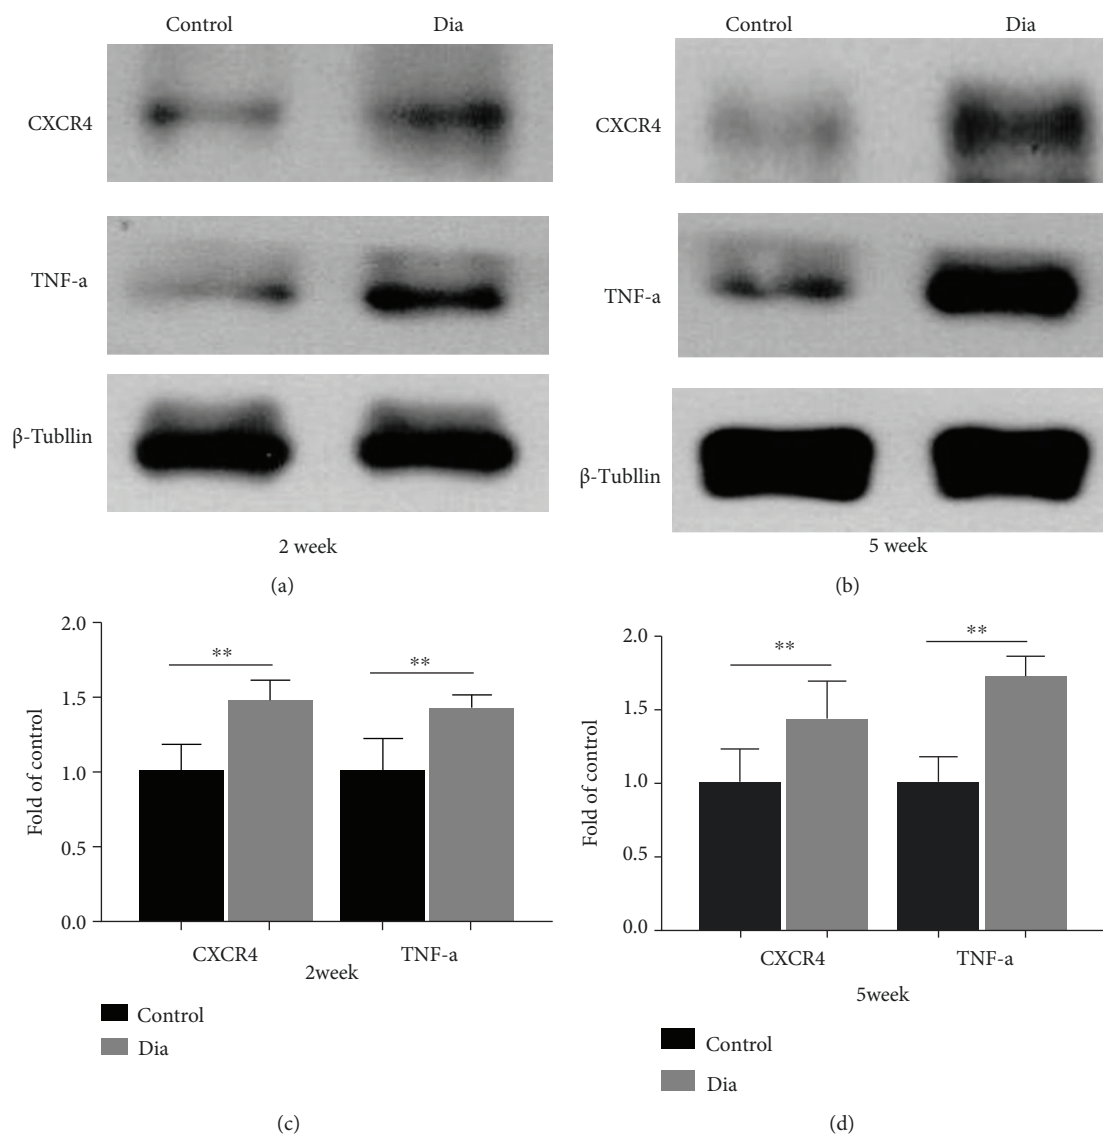 Control Dia
CXCR4
TNF-a
β-Tubllin
2 week
(a)
Control Dia
CXCR4
TNF-a
β-Tubllin
5 week
(b)
2.0
1.5
1.0
0.5
0.0
Fold of control
** **
CXCR4 TNF-a
2week
Control
Dia
(c)
2.0
1.5
1.0
0.5
0.0
Fold of control
** **
CXCR4 TNF-a
5week
Control
Dia
(d)